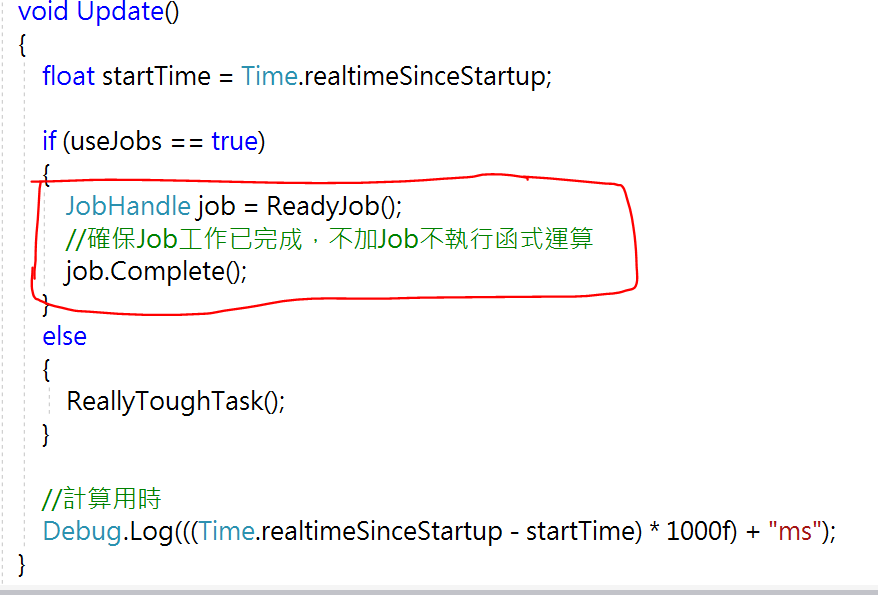 void Update()
{
float startTime = Time.realtimeSinceStartup;
if (useJobs == true)
{
JobHandle job = ReadyJob();
//確保Job工作已完成，不加Job不執行函式運算
job.Complete();
}
else
{
ReallyToughTask();
}
//計算用時
Debug.Log(((Time.realtimeSinceStartup - startTime) * 1000f) + "ms");
}